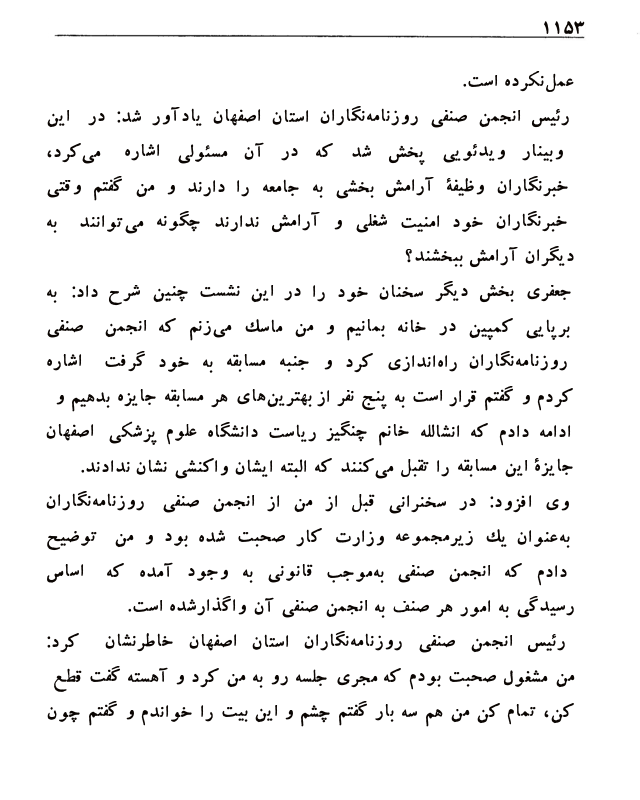 ۱۱۵۳
عمل‌نکرده است.
رئیس انجمن صنفی روزنامه‌نگاران استان اصفهان یادآور شد: در این
وبینار ویدئویی پخش شد که در آن مسئولی اشاره می‌کرد،
خبرنگاران وظیفهٔ آرامش بخشی به جامعه را دارند و من گفتم وقتی
خبرنگاران خود امنیت شغلی و آرامش ندارند چگونه می‌توانند به
دیگران آرامش ببخشند؟
جعفری بخش دیگر سخنان خود را در این نشست چنین شرح داد: به
برپایی کمپین در خانه بمانیم و من ماسك می‌زنم که انجمن صنفی
روزنامه‌نگاران راه‌اندازی کرد و جنبه مسابقه به خود گرفت اشاره
کردم و گفتم قرار است به پنج نفر از بهترین‌های هر مسابقه جایزه بدهیم و
ادامه دادم که انشالله خانم چنگیز ریاست دانشگاه علوم پزشکی اصفهان
جایزهٔ این مسابقه را تقبل می‌کنند که البته ایشان واکنشی نشان ندادند.
وی افزود: در سخنرانی قبل از من از انجمن صنفی روزنامه‌نگاران
به‌عنوان یك زیرمجموعه وزارت کار صحبت شده بود و من توضیح
دادم که انجمن صنفی به‌موجب قانونی به وجود آمده که اساس
رسیدگی به امور هر صنف به انجمن صنفی آن واگذارشده است.
رئیس انجمن صنفی روزنامه‌نگاران استان اصفهان خاطرنشان کرد:
من مشغول صحبت بودم که مجری جلسه رو به من کرد و آهسته گفت قطع
کن، تمام کن من هم سه بار گفتم چشم و این بیت را خواندم و گفتم چون